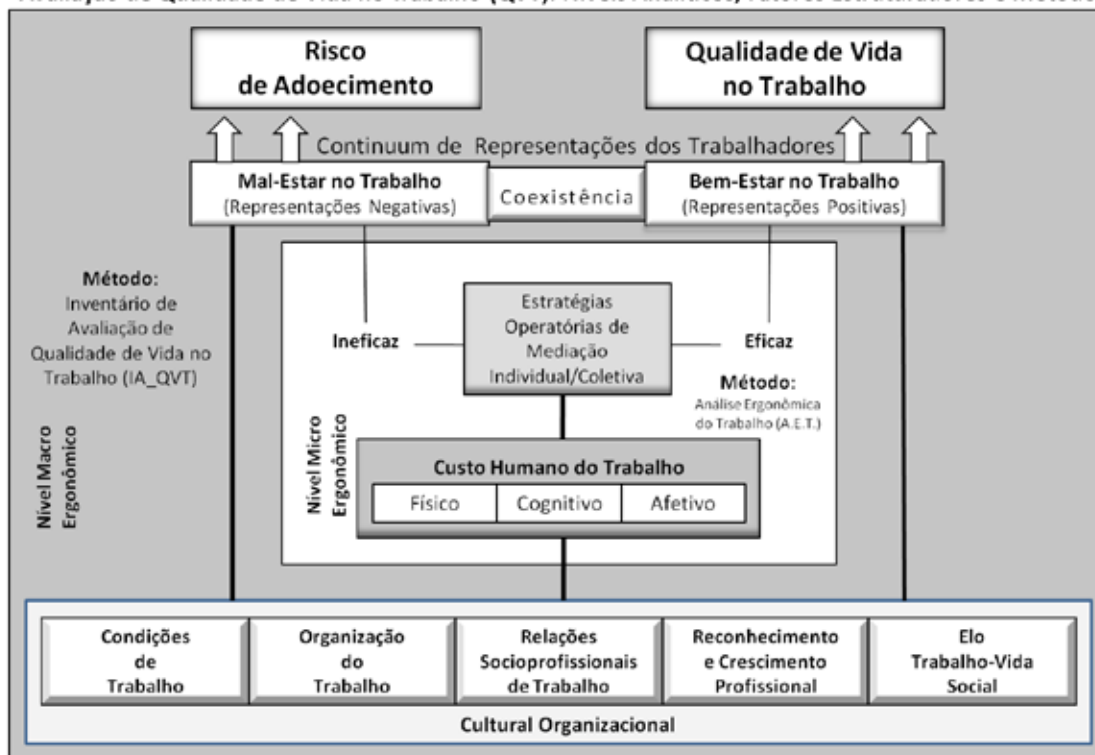 Risco
de Adoecimento
Qualidade de Vida
no Trabalho
Continuum de Representações dos Trabalhadores
Mal-Estar no Trabalho
(Representações Negativas)
Coexistência
Bem-Estar no Trabalho
(Representações Positivas)
Método:
Inventário de
Avaliação de
Qualidade de Vida no
Trabalho (IA_QVT)
Nível Macro
Ergonômico
Ineficaz
Estratégias
Operatórias de
Mediação
Individual/Coletiva
Eficaz
Método:
Análise Ergonômica
do Trabalho (A.E.T.)
Nível Micro
Ergonômico
Custo Humano do Trabalho
Físico
Cognitivo
Afetivo
Condições
de
Trabalho
Organização
do
Trabalho
Relações
Socioprofissionais
de Trabalho
Reconhecimento
e Crescimento
Profissional
Elo
Trabalho-Vida
Social
Cultural Organizacional